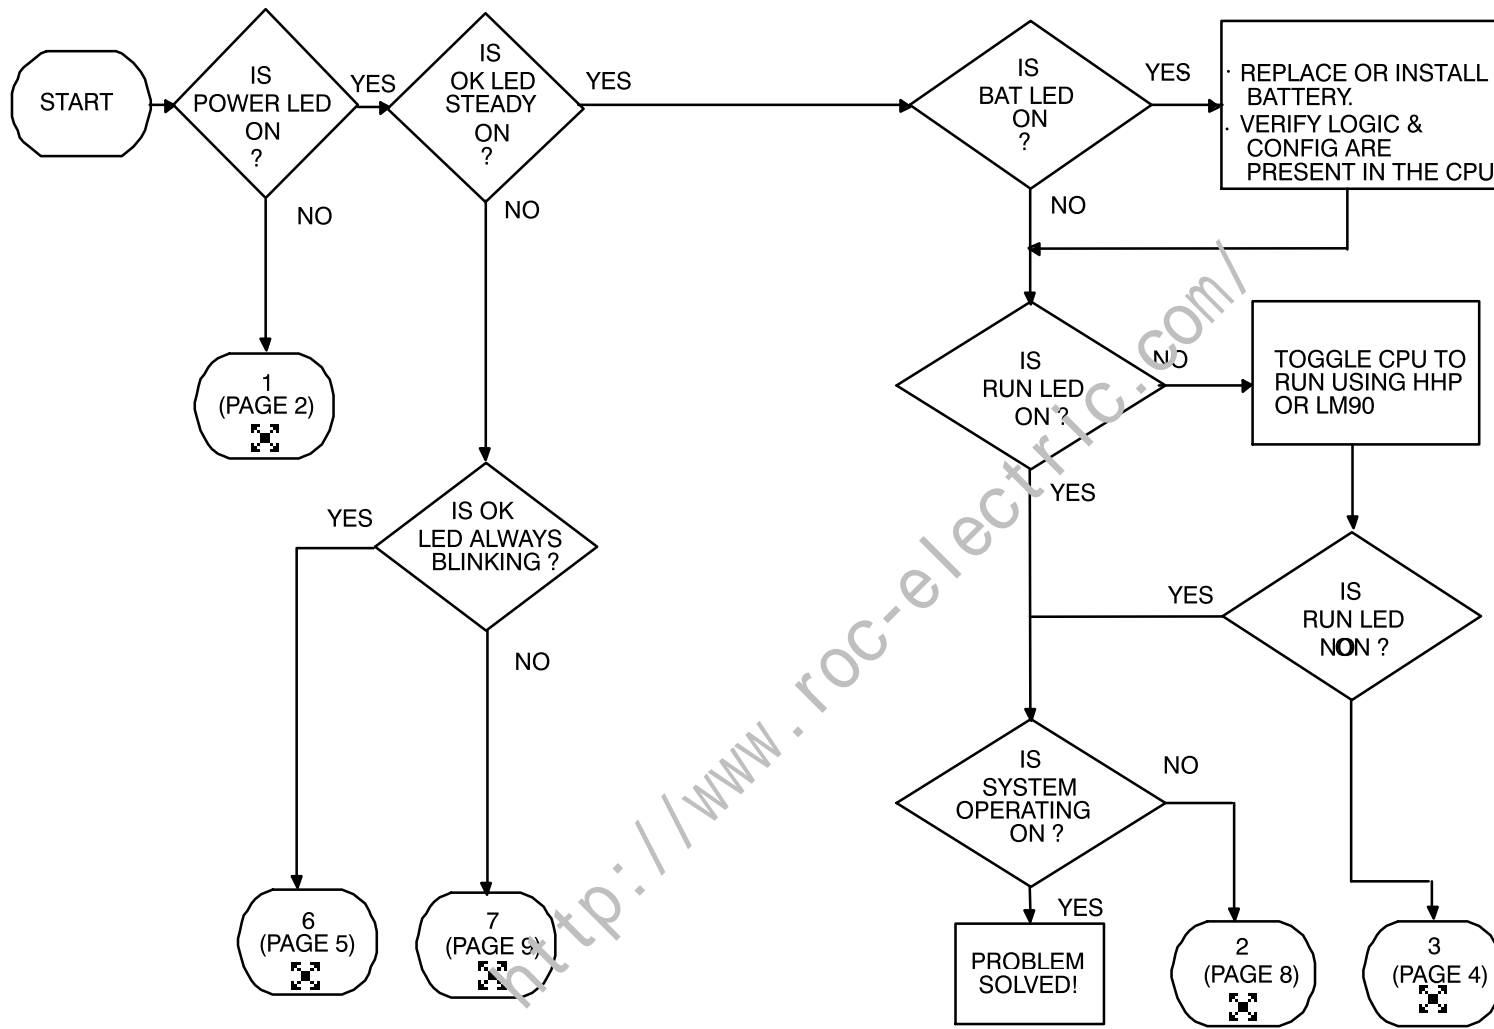 START
IS
POWER LED
ON
?
YES
NO
1
(PAGE 2)
IS
OK LED
STEADY
ON
?
YES
NO
IS OK
LED ALWAYS
BLINKING ?
YES
NO
6
(PAGE 5)
7
(PAGE 9)
IS
BAT LED
ON
?
YES
NO
· REPLACE OR INSTALL
BATTERY.
· VERIFY LOGIC &
CONFIG ARE
PRESENT IN THE CPU
IS
RUN LED
ON ?
NO
YES
TOGGLE CPU TO
RUN USING HHP
OR LM90
IS
RUN LED
ON ?
YES
NO
IS
SYSTEM
OPERATING
ON ?
NO
YES
PROBLEM
SOLVED!
2
(PAGE 8)
3
(PAGE 4)
http://www.roc-electric.com/